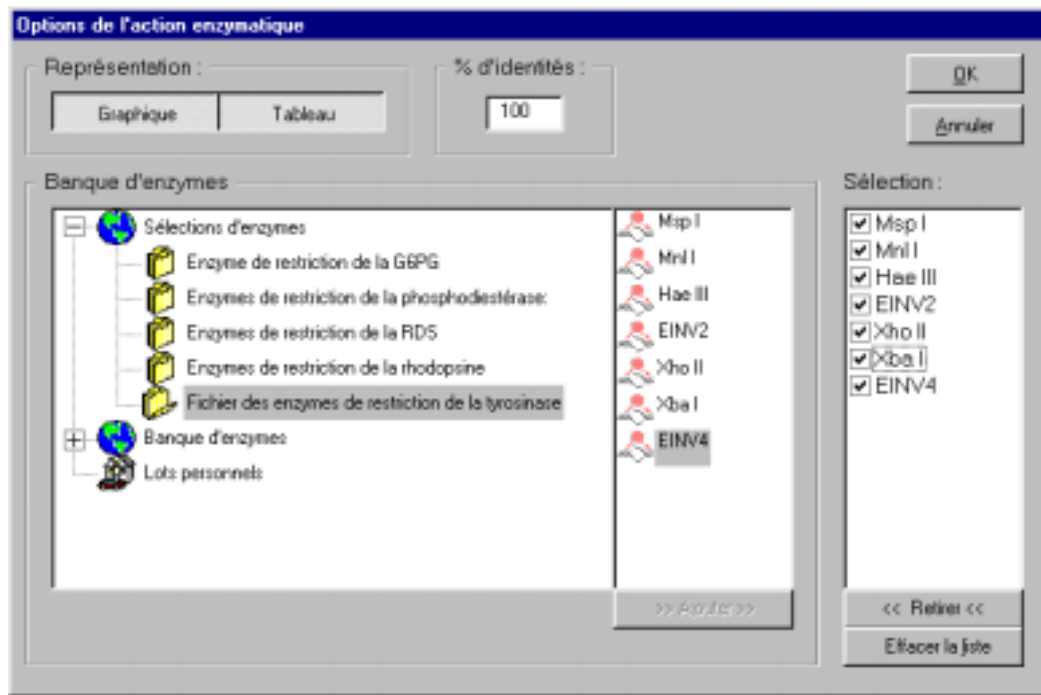 Options de l'action enzymatique
Représentation :
% d'identités :
Graphique
Tableau
100
OK
Annuler
Banque d'enzymes
Sélection :
Sélections d'enzymes
Enzyme de restriction de la G6PG
Enzymes de restriction de la phosphodiestérase:
Enzymes de restriction de la RDS
Enzymes de restriction de la rhodopsine
Fichier des enzymes de restriction de la tyrosinase
Banque d'enzymes
Lots personnels
Msp I
Mnl I
Hae III
EINV2
Xho II
Xba I
EINV4
Msp I
Mnl I
Hae III
EINV2
Xho II
Xba I
EINV4
>> Ajouter >>
<< Retirer <<
Effacer la liste